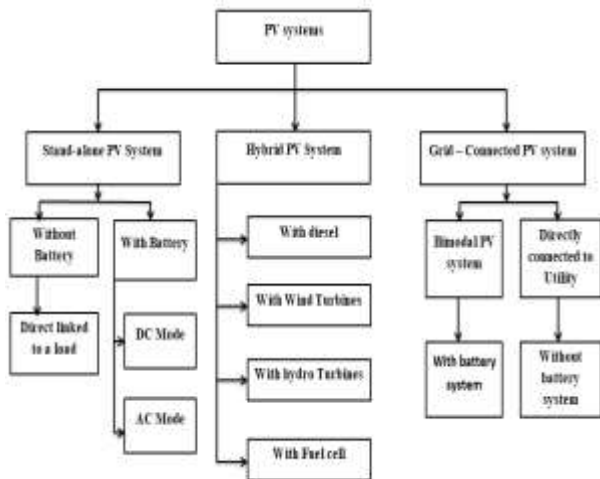 PV systems
Stand-alone PV System
Hybrid PV System
Grid – Connected PV system
Without
Battery
With Battery
Direct linked
to a load
DC Mode
AC Mode
With diesel
With Wind Turbines
With hydro Turbines
With Fuel cell
Bimodal PV
system
Directly
connected to
Utility
With battery
system
Without
battery
system